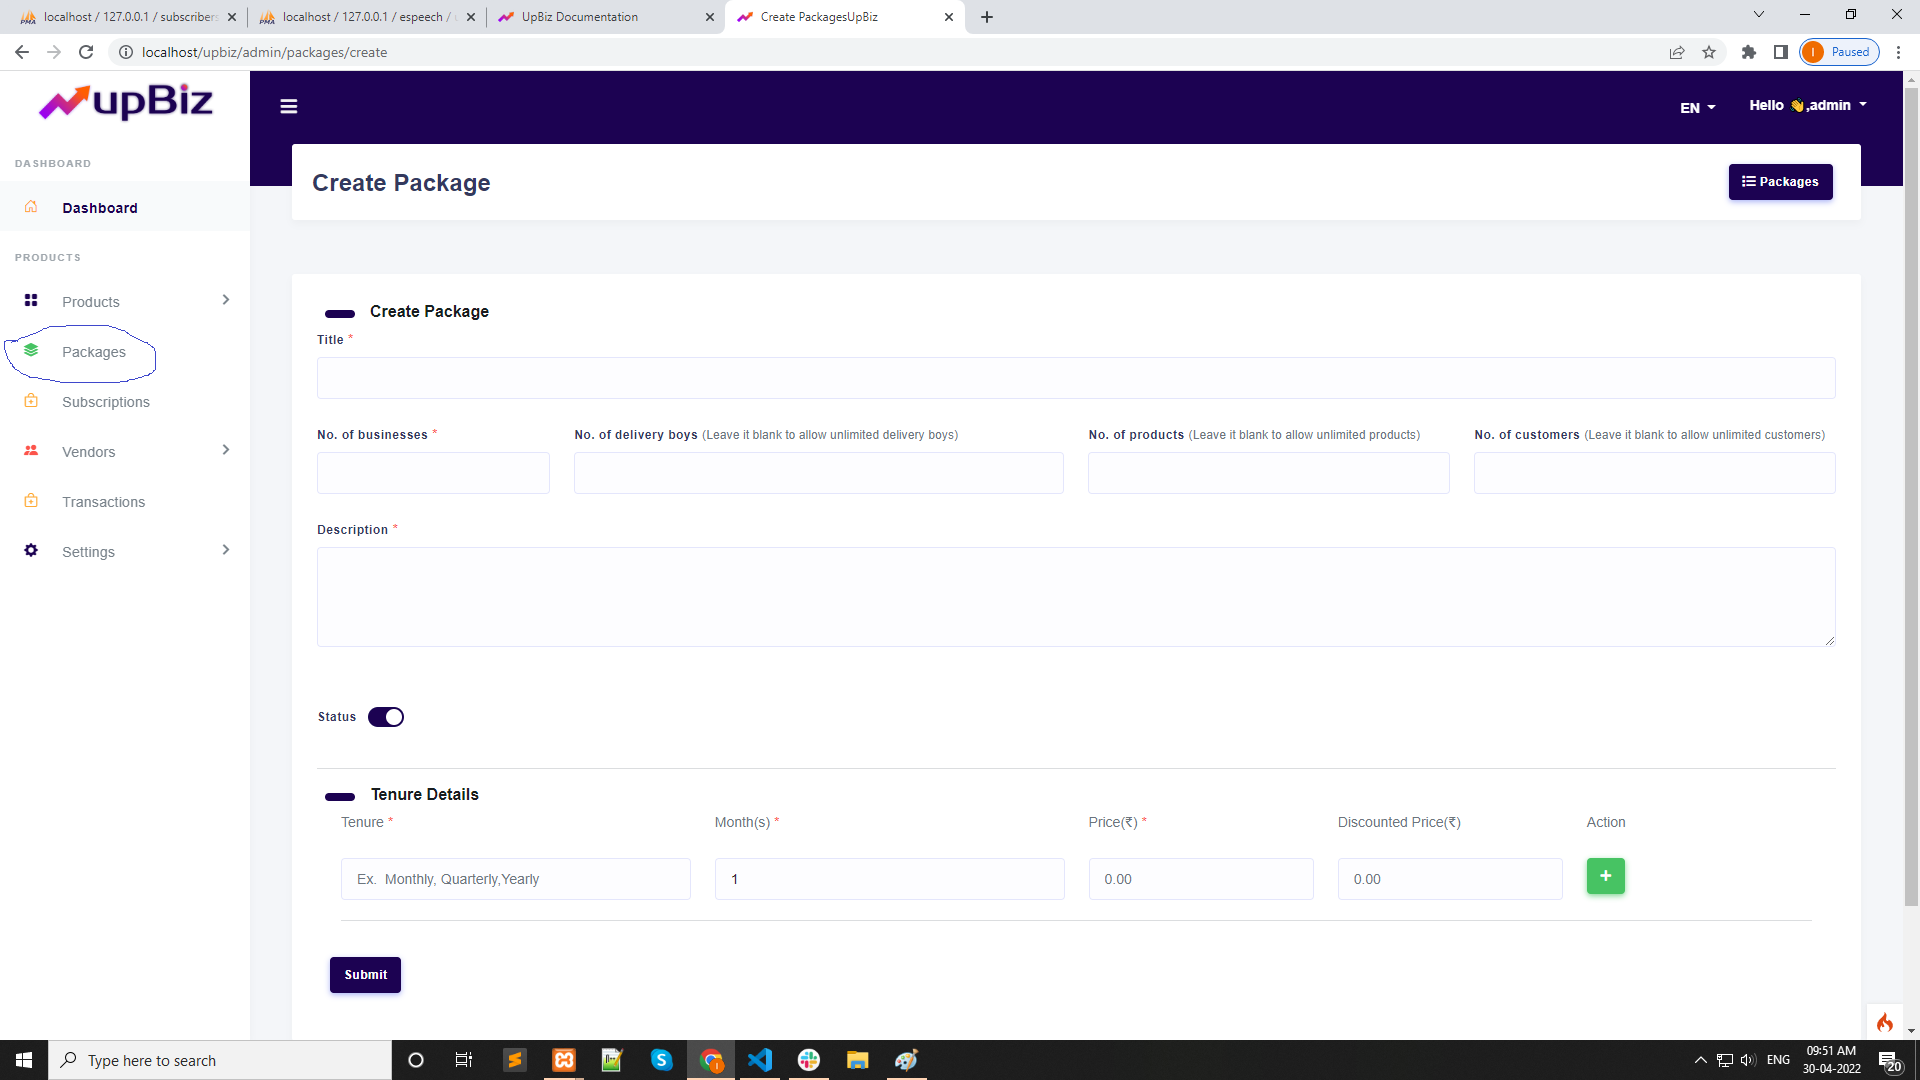 localhost / 127.0.0.1 / subscribers
localhost / 127.0.0.1 / espeech /
UpBiz Documentation
Create PackagesUpBiz
localhost/upbiz/admin/packages/create
Paused
upBiz
EN
Hello 👋,admin
DASHBOARD
Dashboard
PRODUCTS
Products
Packages
Subscriptions
Vendors
Transactions
Settings
Create Package
Packages
Create Package
Title *
No. of businesses *
No. of delivery boys (Leave it blank to allow unlimited delivery boys)
No. of products (Leave it blank to allow unlimited products)
No. of customers (Leave it blank to allow unlimited customers)
Description *
Status
Tenure Details
Tenure *
Month(s) *
Price(₹) *
Discounted Price(₹)
Action
Ex. Monthly, Quarterly,Yearly
1
0.00
0.00
Submit
Type here to search
ENG
09:51 AM
30-04-2022
20